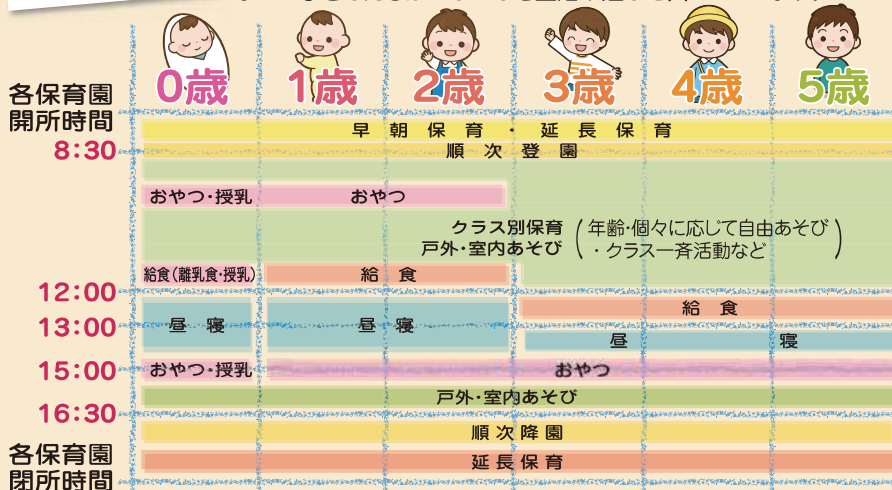 0歳 1歳 2歳 3歳 4歳 5歳
各保育園
開所時間
早朝保育・延長保育
8:30
順次登園
おやつ・授乳 おやつ
クラス別保育
戸外・室内あそび
(年齢・個々に応じて自由あそび
・クラス一斉活動など)
給食(離乳食・授乳) 給食
12:00
給食
13:00
昼寝 昼寝
昼寝
15:00
おやつ・授乳 おやつ
戸外・室内あそび
16:30
順次降園
各保育園
閉所時間
延長保育